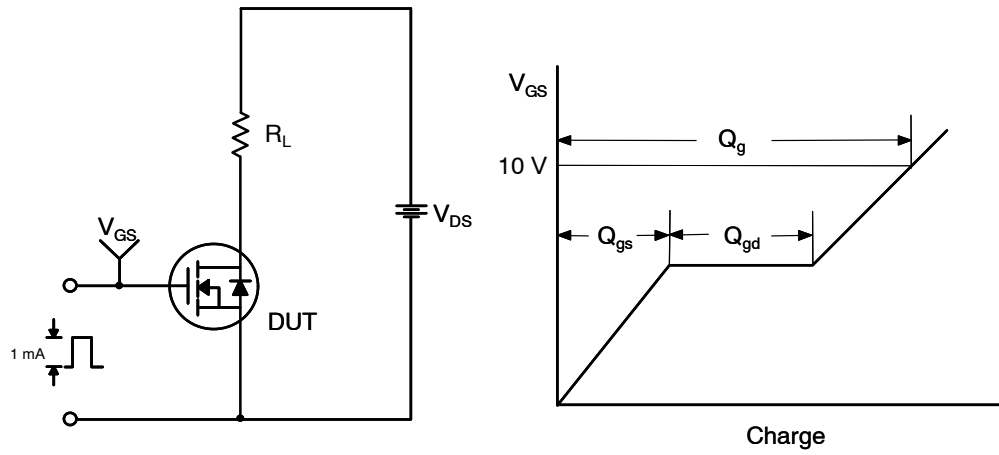 R_L
V_GS
V_DS
DUT
1 mA
V_GS
Q_g
10 V
Q_gs
Q_gd
Charge